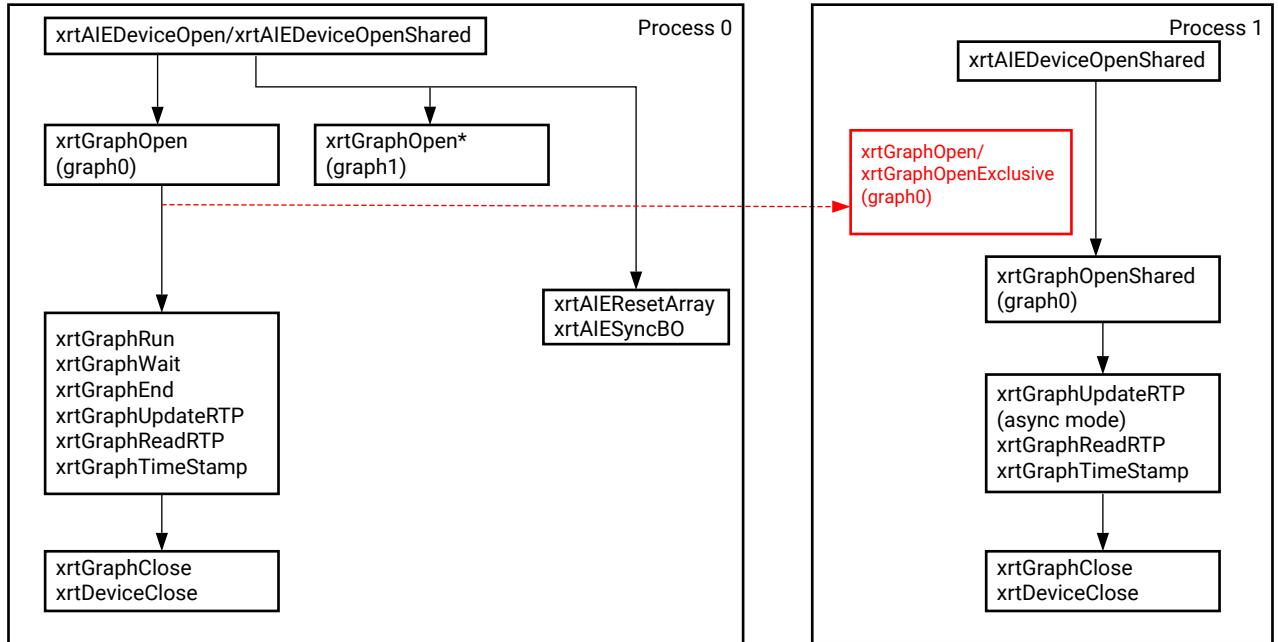 Process 0
xrtAIEDeviceOpen/xrtAIEDeviceOpenShared
xrtGraphOpen
(graph0)
xrtGraphOpen*
(graph1)
xrtAIEResetArray
xrtAIESyncBO
xrtGraphRun
xrtGraphWait
xrtGraphEnd
xrtGraphUpdateRTP
xrtGraphReadRTP
xrtGraphTimeStamp
xrtGraphClose
xrtDeviceClose
Process 1
xrtAIEDeviceOpenShared
xrtGraphOpen/
xrtGraphOpenExclusive
(graph0)
xrtGraphOpenShared
(graph0)
xrtGraphUpdateRTP
(async mode)
xrtGraphReadRTP
xrtGraphTimeStamp
xrtGraphClose
xrtDeviceClose